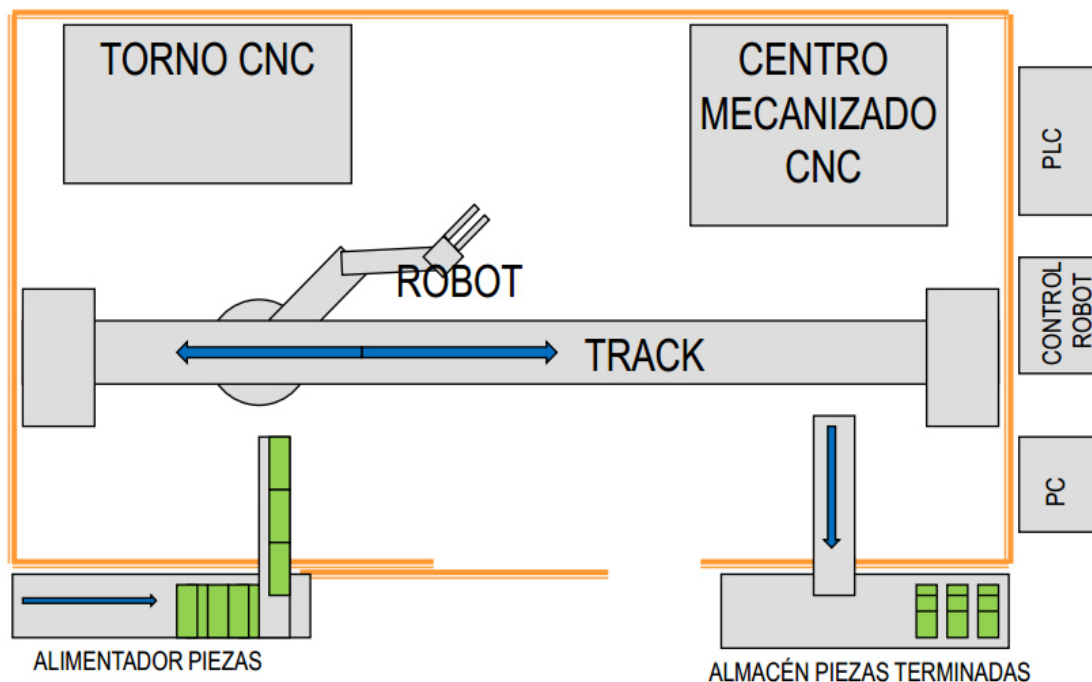 TORNO CNC
CENTRO
MECANIZADO
CNC
PLC
ROBOT
CONTROL
ROBOT
TRACK
PC
ALIMENTADOR PIEZAS
ALMACÉN PIEZAS TERMINADAS